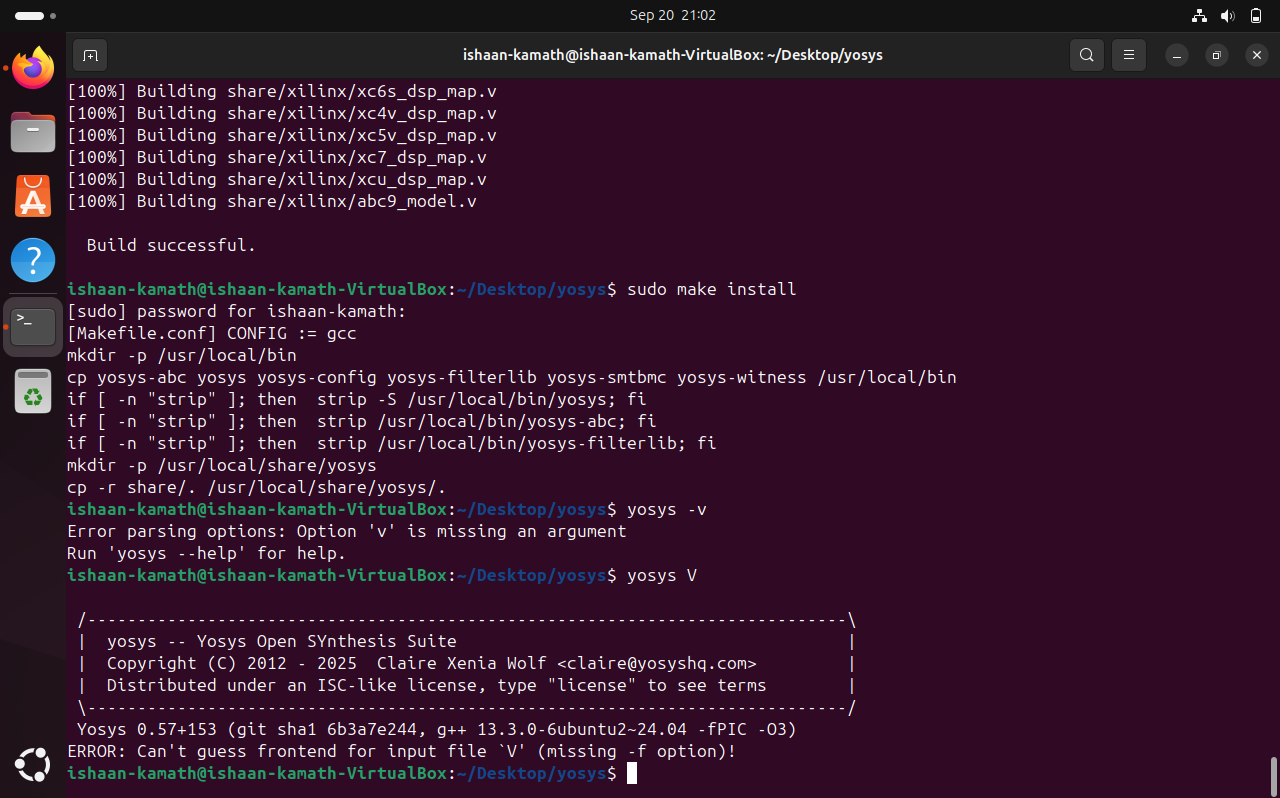 Sep 20 21:02
ishaan-kamath@ishaan-kamath-VirtualBox: ~/Desktop/yosys
[100%] Building share/xilinx/xc6s_dsp_map.v
[100%] Building share/xilinx/xc4v_dsp_map.v
[100%] Building share/xilinx/xc5v_dsp_map.v
[100%] Building share/xilinx/xc7_dsp_map.v
[100%] Building share/xilinx/xcu_dsp_map.v
[100%] Building share/xilinx/abc9_model.v
  Build successful.
ishaan-kamath@ishaan-kamath-VirtualBox:~/Desktop/yosys$ sudo make install
[sudo] password for ishaan-kamath:
[Makefile.conf] CONFIG := gcc
mkdir -p /usr/local/bin
cp yosys-abc yosys yosys-config yosys-filterlib yosys-smtbmc yosys-witness /usr/local/bin
if [ -n "strip" ]; then  strip -S /usr/local/bin/yosys; fi
if [ -n "strip" ]; then  strip /usr/local/bin/yosys-abc; fi
if [ -n "strip" ]; then  strip /usr/local/bin/yosys-filterlib; fi
mkdir -p /usr/local/share/yosys
cp -r share/. /usr/local/share/yosys/.
ishaan-kamath@ishaan-kamath-VirtualBox:~/Desktop/yosys$ yosys -v
Error parsing options: Option 'v' is missing an argument
Run 'yosys --help' for help.
ishaan-kamath@ishaan-kamath-VirtualBox:~/Desktop/yosys$ yosys V
 /----------------------------------------------------------------------------\
 |  yosys -- Yosys Open SYnthesis Suite                                       |
 |  Copyright (C) 2012 - 2025  Claire Xenia Wolf <claire@yosyshq.com>         |
 |  Distributed under an ISC-like license, type "license" to see terms        |
 \----------------------------------------------------------------------------/
 Yosys 0.57+153 (git sha1 6b3a7e244, g++ 13.3.0-6ubuntu2~24.04 -fPIC -O3)
ERROR: Can't guess frontend for input file `V' (missing -f option)!
ishaan-kamath@ishaan-kamath-VirtualBox:~/Desktop/yosys$